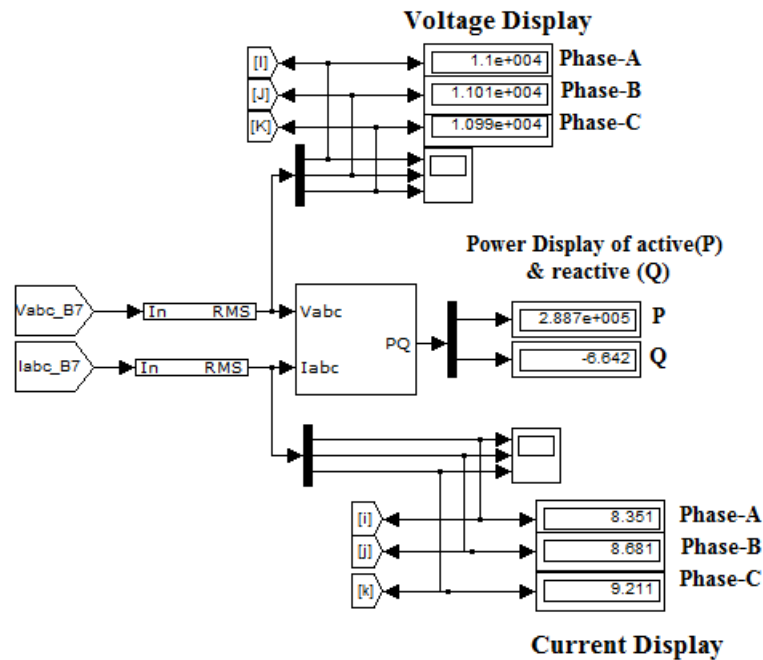 Voltage Display
[I]
1.1e+004
Phase-A
[J]
1.101e+004
Phase-B
[K]
1.099e+004
Phase-C
Power Display of active(P)
& reactive (Q)
Vabc_B7
In RMS
Vabc
PQ
2.887e+005
P
Iabc_B7
In RMS
Iabc
-6.642
Q
[i]
8.351
Phase-A
[j]
8.681
Phase-B
[k]
9.211
Phase-C
Current Display